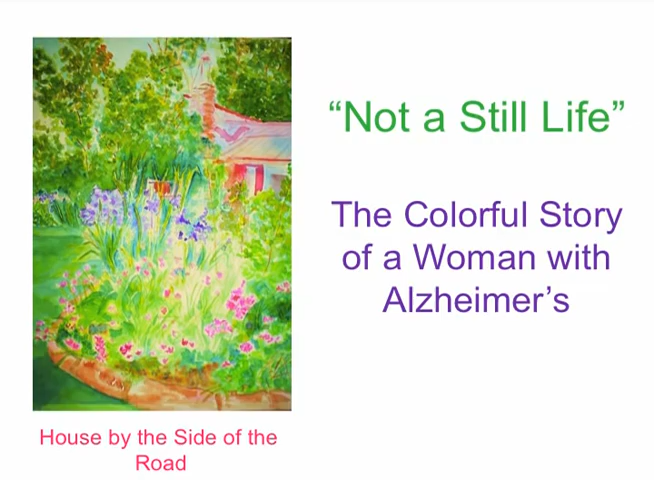 “Not a Still Life”
The Colorful Story
of a Woman with
Alzheimer’s
House by the Side of the
Road